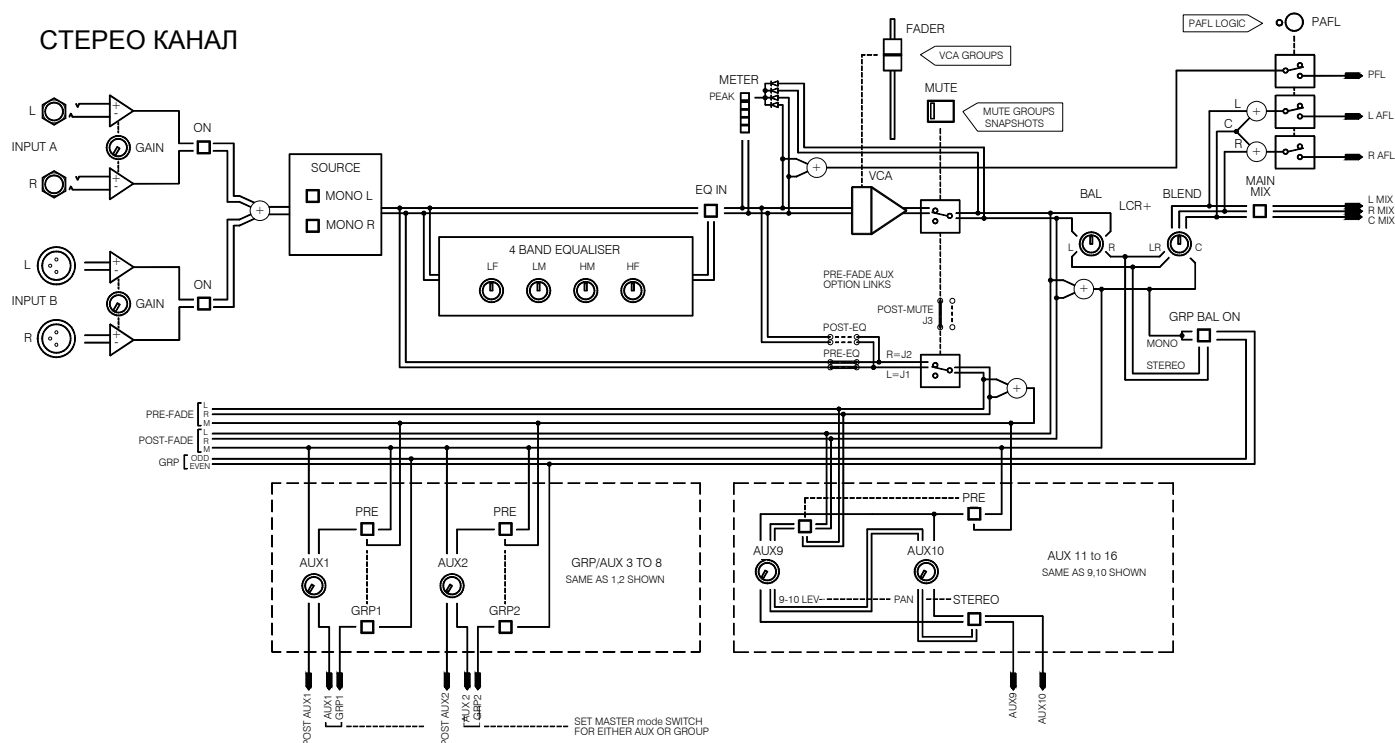 СТЕРЕО КАНАЛ
FADER
PAFL LOGIC
PAFL
VCA GROUPS
METER
PEAK
MUTE
MUTE GROUPS
SNAPSHOTS
PFL
L
L AFL
C
R
R AFL
L
INPUT A
GAIN
R
ON
SOURCE
MONO L
MONO R
EQ IN
VCA
BAL
LCR+
BLEND
MAIN
MIX
L MIX
R MIX
C MIX
L
R
LR
C
4 BAND EQUALISER
LF
LM
HM
HF
L
INPUT B
GAIN
R
ON
PRE-FADE AUX
OPTION LINKS
POST-MUTE
J3
POST-EQ
PRE-EQ
R=J2
L=J1
GRP BAL ON
MONO
STEREO
PRE-FADE
L
R
M
POST-FADE
L
R
M
GRP
ODD
EVEN
PRE
AUX1
GRP1
PRE
AUX2
GRP2
GRP/AUX 3 TO 8
SAME AS 1,2 SHOWN
PRE
AUX9
AUX10
9-10 LEV
PAN
STEREO
AUX 11 to 16
SAME AS 9,10 SHOWN
POST AUX1
AUX1
GRP1
POST AUX2
AUX 2
GRP2
SET MASTER mode SWITCH
FOR EITHER AUX OR GROUP
AUX9
AUX10